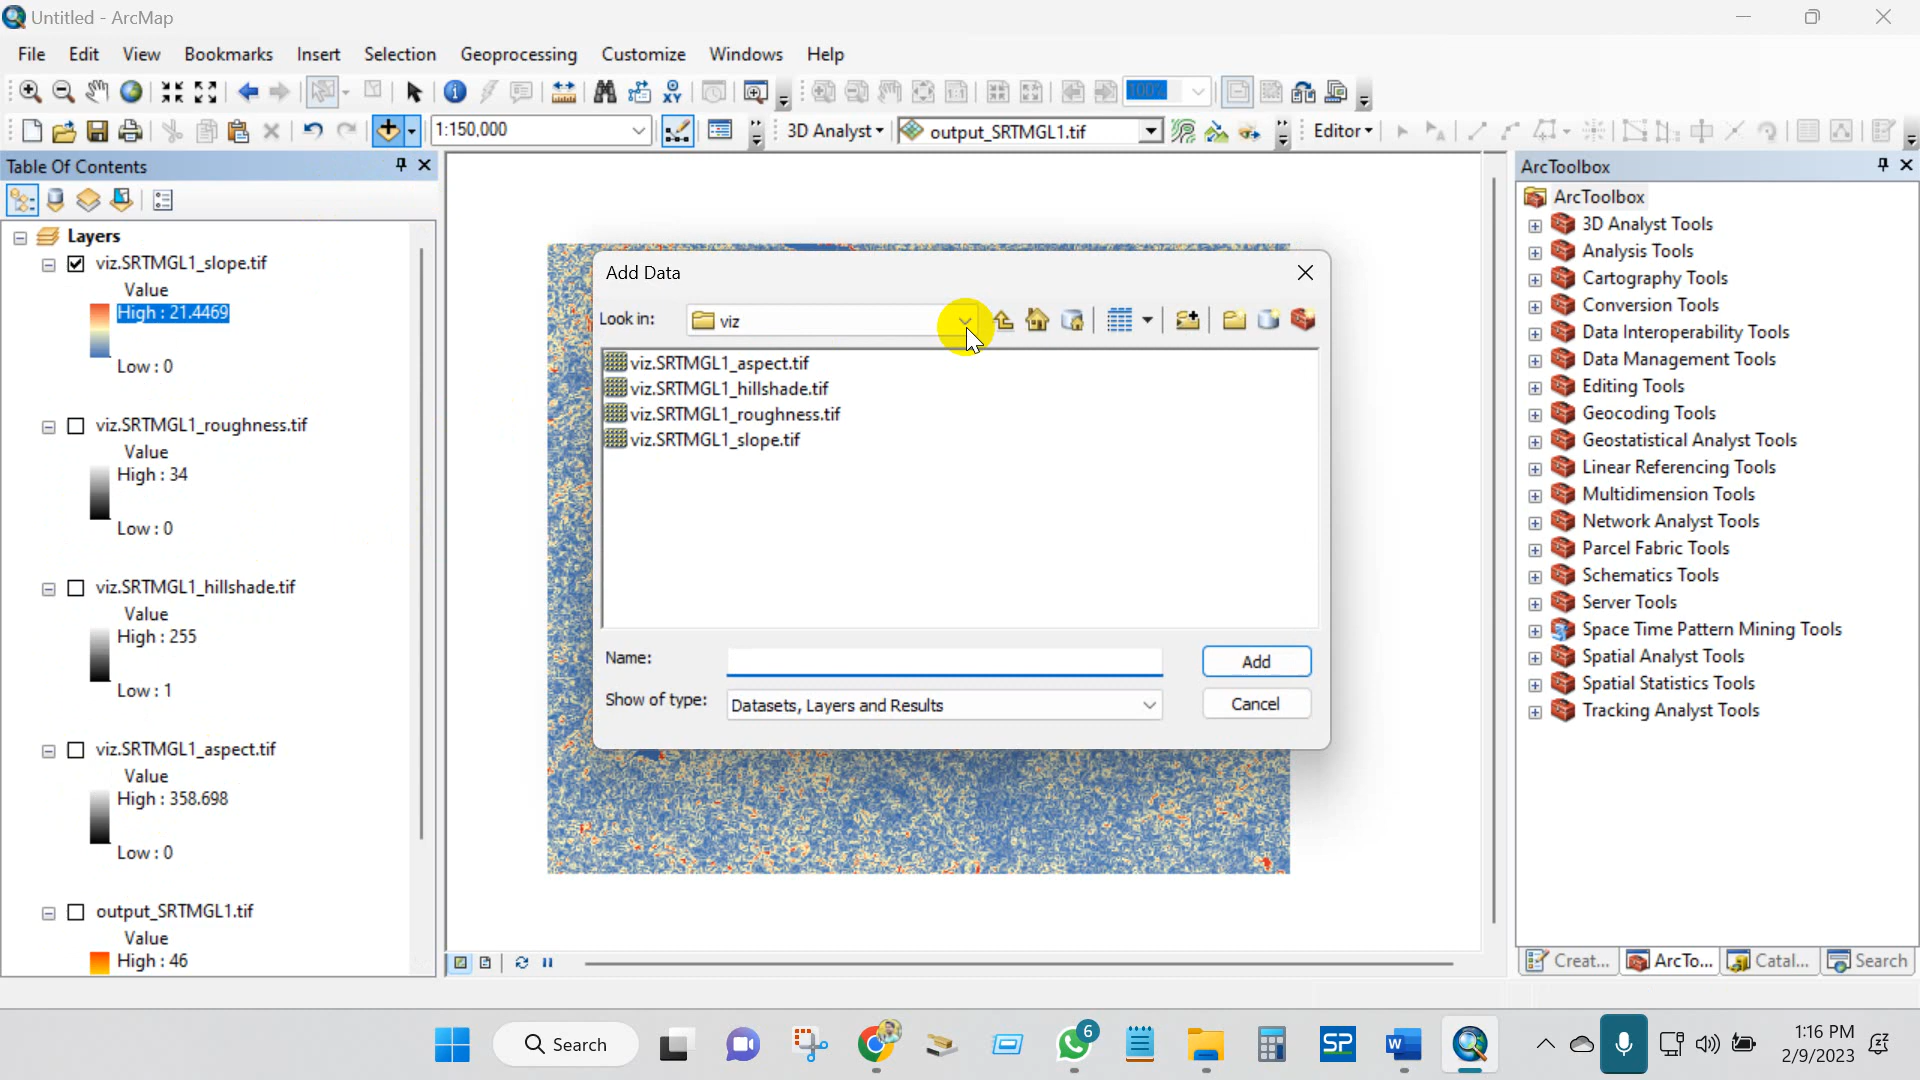 Untitled - ArcMap
File Edit View Bookmarks Insert Selection Geoprocessing Customize Windows Help
100%
1:150,000 3D Analyst output_SRTMGL1.tif Editor
Table Of Contents
Layers
viz.SRTMGL1_slope.tif
Value
High : 21.4469
Low : 0
viz.SRTMGL1_roughness.tif
Value
High : 34
Low : 0
viz.SRTMGL1_hillshade.tif
Value
High : 255
Low : 1
viz.SRTMGL1_aspect.tif
Value
High : 358.698
Low : 0
output_SRTMGL1.tif
Value
High : 46
Add Data
Look in: viz
viz.SRTMGL1_aspect.tif
viz.SRTMGL1_hillshade.tif
viz.SRTMGL1_roughness.tif
viz.SRTMGL1_slope.tif
Name: Add
Show of type: Datasets, Layers and Results Cancel
ArcToolbox
ArcToolbox
3D Analyst Tools
Analysis Tools
Cartography Tools
Conversion Tools
Data Interoperability Tools
Data Management Tools
Editing Tools
Geocoding Tools
Geostatistical Analyst Tools
Linear Referencing Tools
Multidimension Tools
Network Analyst Tools
Parcel Fabric Tools
Schematics Tools
Server Tools
Space Time Pattern Mining Tools
Spatial Analyst Tools
Spatial Statistics Tools
Tracking Analyst Tools
Creat... ArcTo... Catal... Search
Search 6 SP W 1:16 PM
2/9/2023